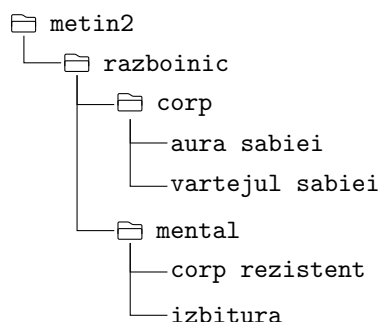 metin2
razboinic
corp
aura sabiei
vartejul sabiei
mental
corp rezistent
izbitura